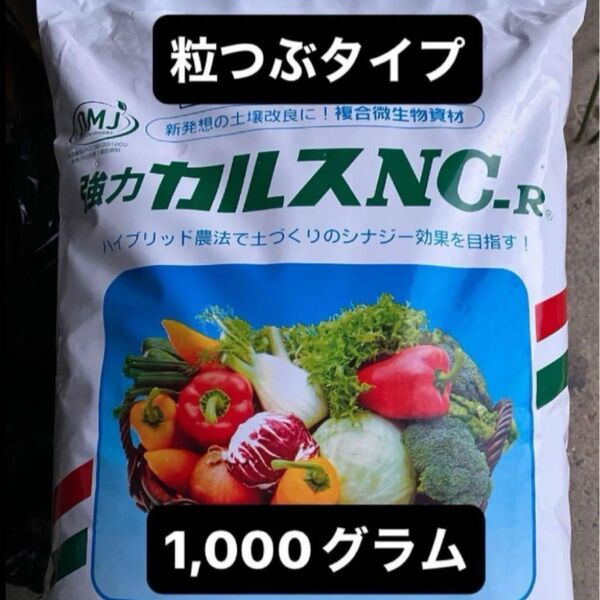 粒つぶタイプ
OMJ
新発想の土壌改良に！複合微生物資材
強力カルスNC-R®
ハイブリッド農法で土づくりのシナジー効果を目指す！
1,000グラム